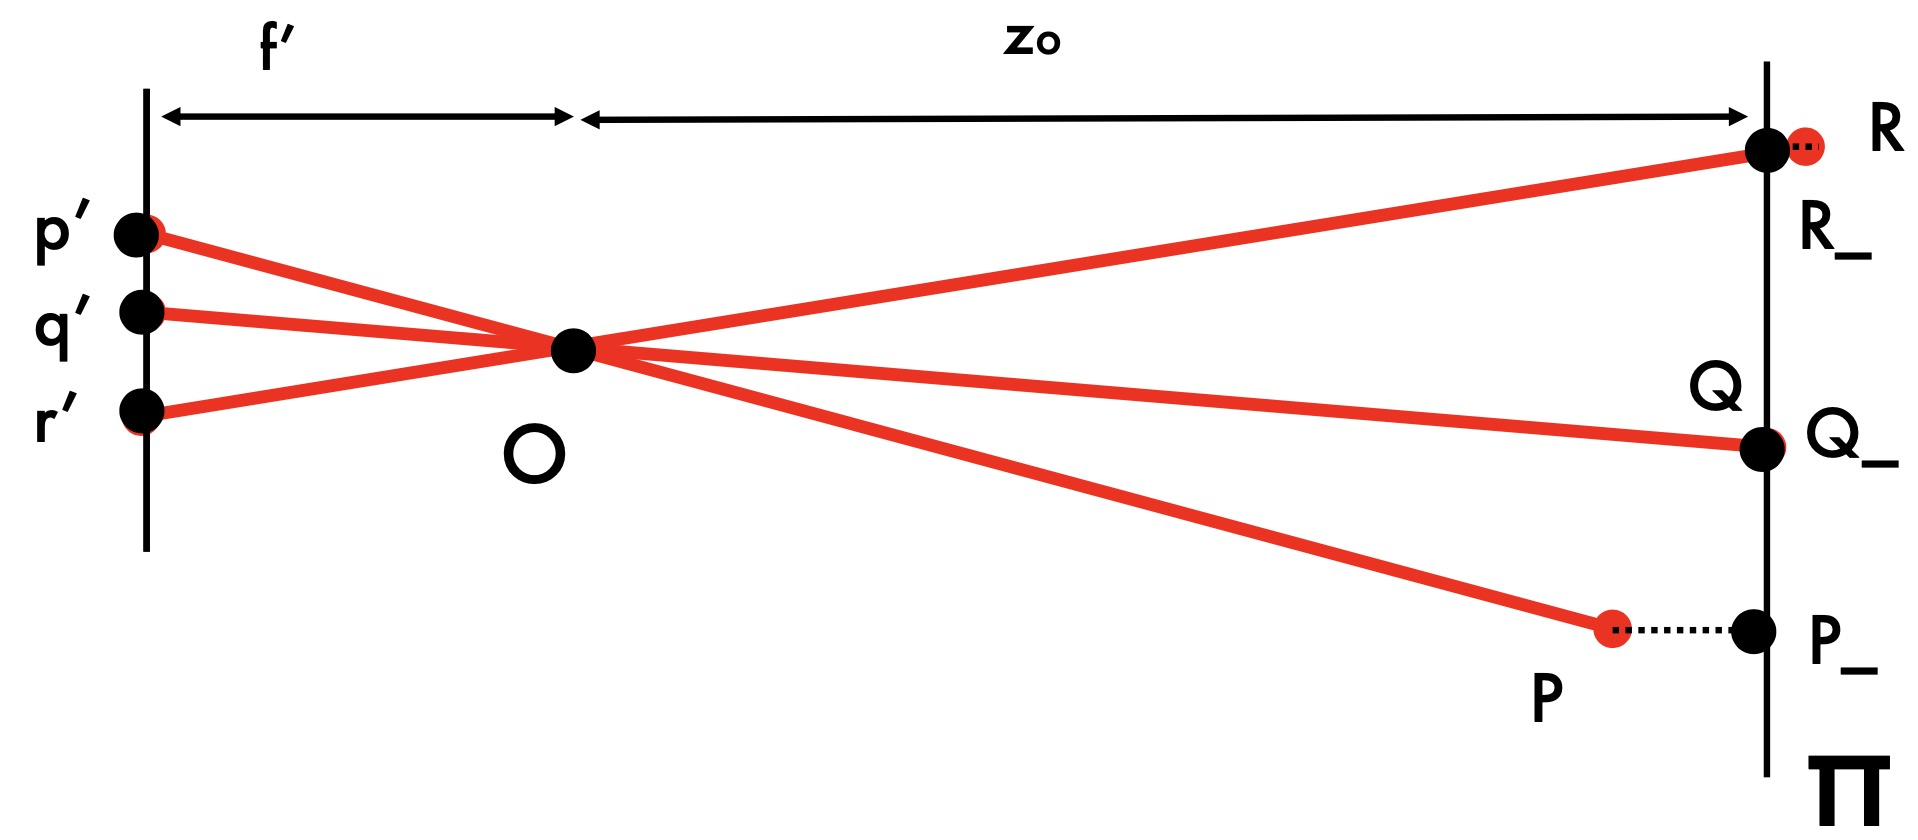 f′
zo
R
p′
R_
q′
Q
Q_
r′
O
P_
P
Π